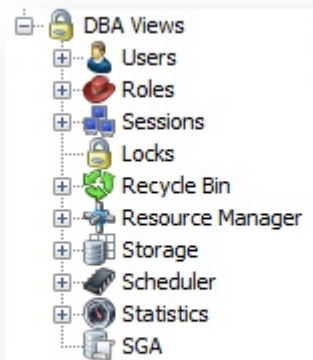 DBA Views
Users
Roles
Sessions
Locks
Recycle Bin
Resource Manager
Storage
Scheduler
Statistics
SGA